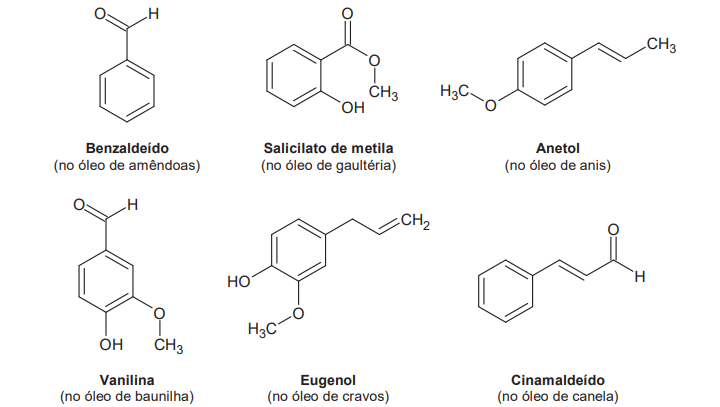 O H
O
O
CH3
OH
CH3
H3C O
Benzaldeído
(no óleo de amêndoas)
Salicilato de metila
(no óleo de gaultéria)
Anetol
(no óleo de anis)
O H
O
OH CH3
CH2
HO
O
H3C
O
H
Vanilina
(no óleo de baunilha)
Eugenol
(no óleo de cravos)
Cinamaldeído
(no óleo de canela)